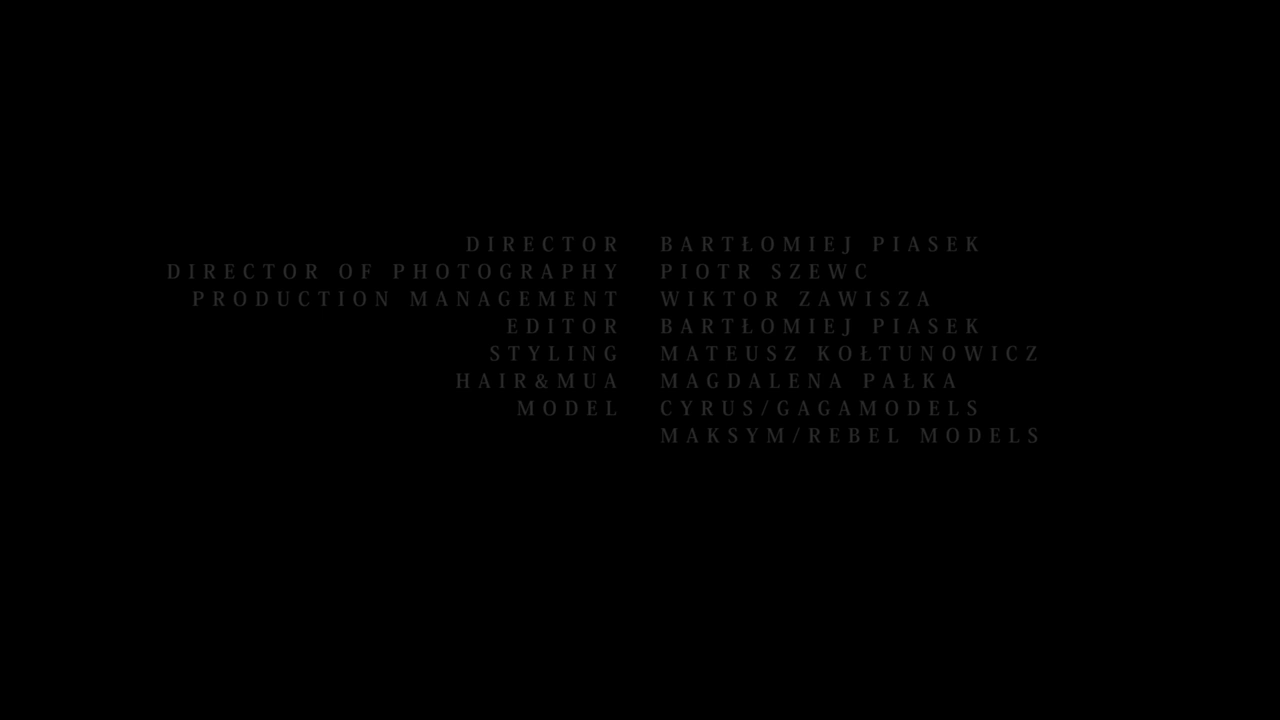 DIRECTOR BARTŁOMIEJ PIASEK
DIRECTOR OF PHOTOGRAPHY PIOTR SZEWC
PRODUCTION MANAGEMENT WIKTOR ZAWISZA
EDITOR BARTŁOMIEJ PIASEK
STYLING MATEUSZ KOŁTUNOWICZ
HAIR&MUA MAGDALENA PAŁKA
MODEL CYRUS/GAGAMODELS
MAKSYM/REBEL MODELS